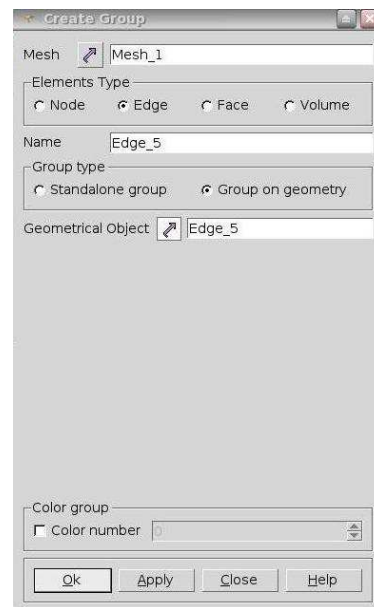 Create Group
Mesh Mesh_1
Elements Type
Node Edge Face Volume
Name Edge_5
Group type
Standalone group Group on geometry
Geometrical Object Edge_5
Color group
Color number 0
Ok Apply Close Help